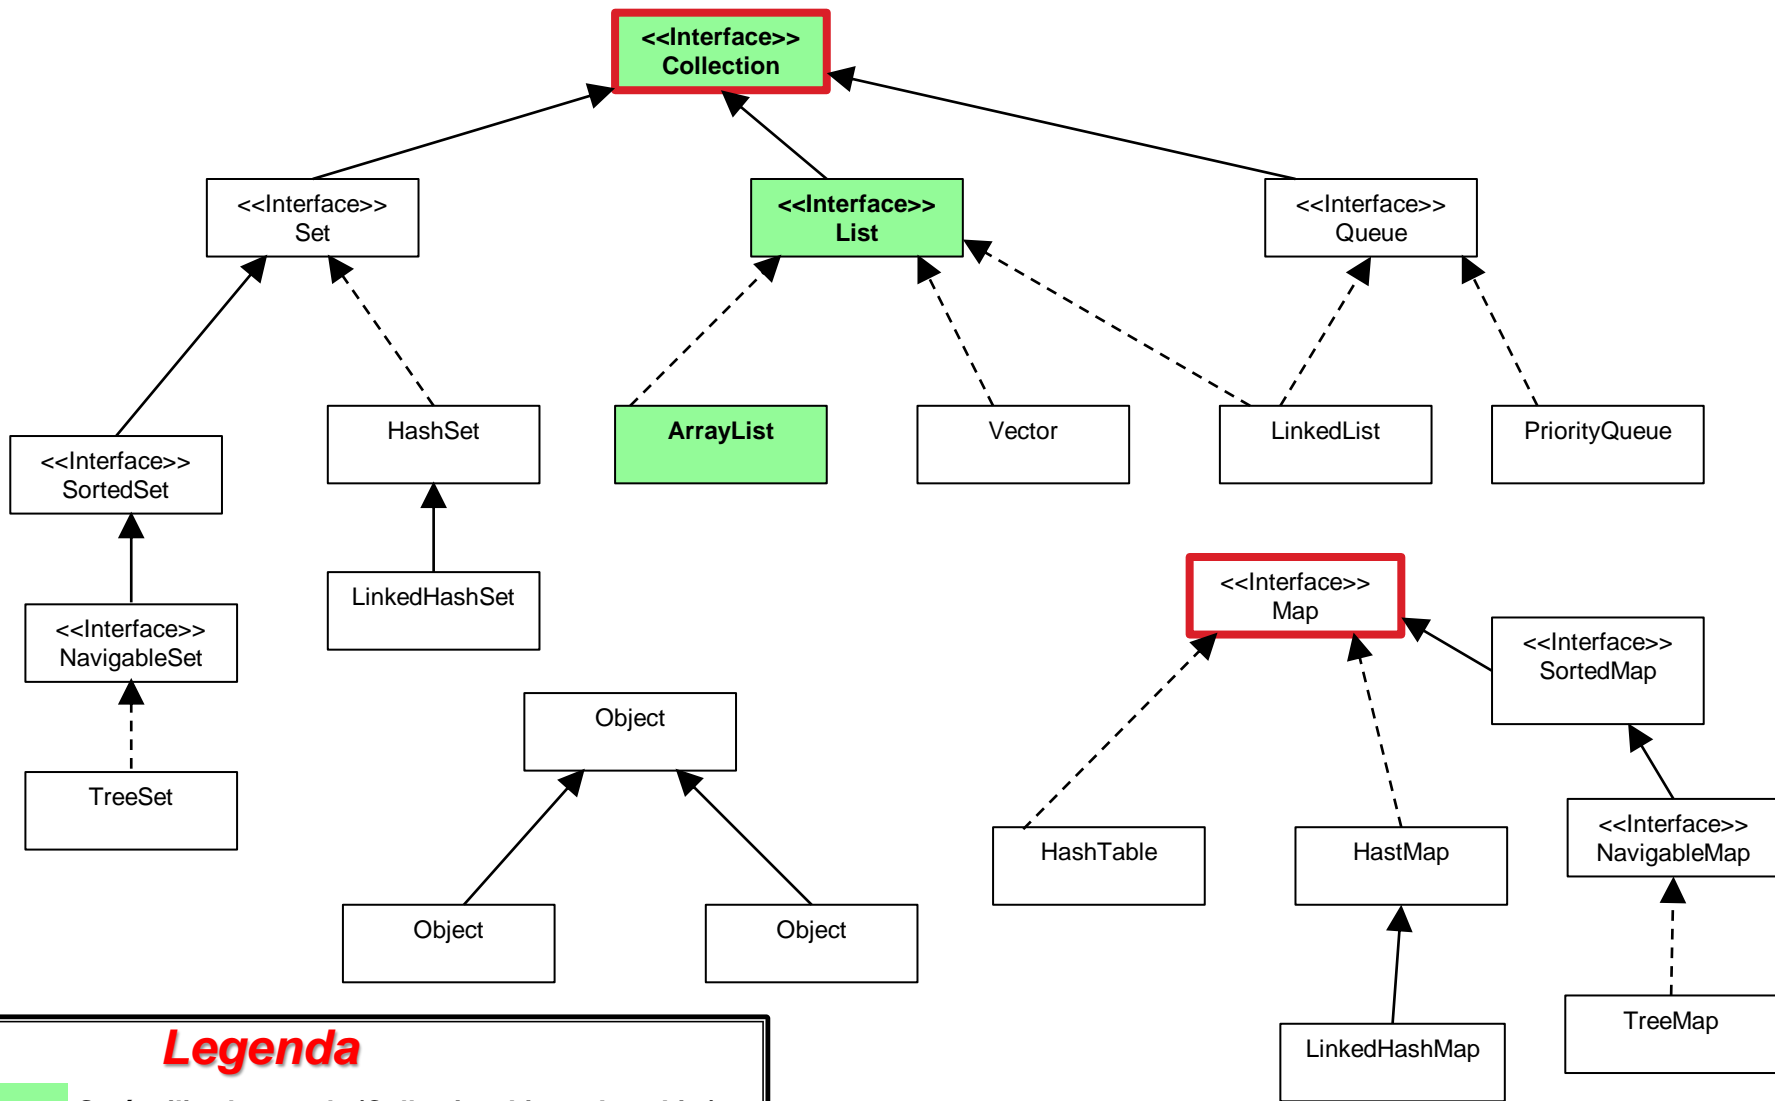 <<Interface>>
Collection
<<Interface>>
Set
<<Interface>>
List
<<Interface>>
Queue
HashSet
ArrayList
Vector
LinkedList
PriorityQueue
<<Interface>>
SortedSet
LinkedHashSet
<<Interface>>
Map
<<Interface>>
NavigableSet
<<Interface>>
SortedMap
Object
TreeSet
HashTable
HastMap
<<Interface>>
NavigableMap
Object
Object
TreeMap
LinkedHashMap
Legenda